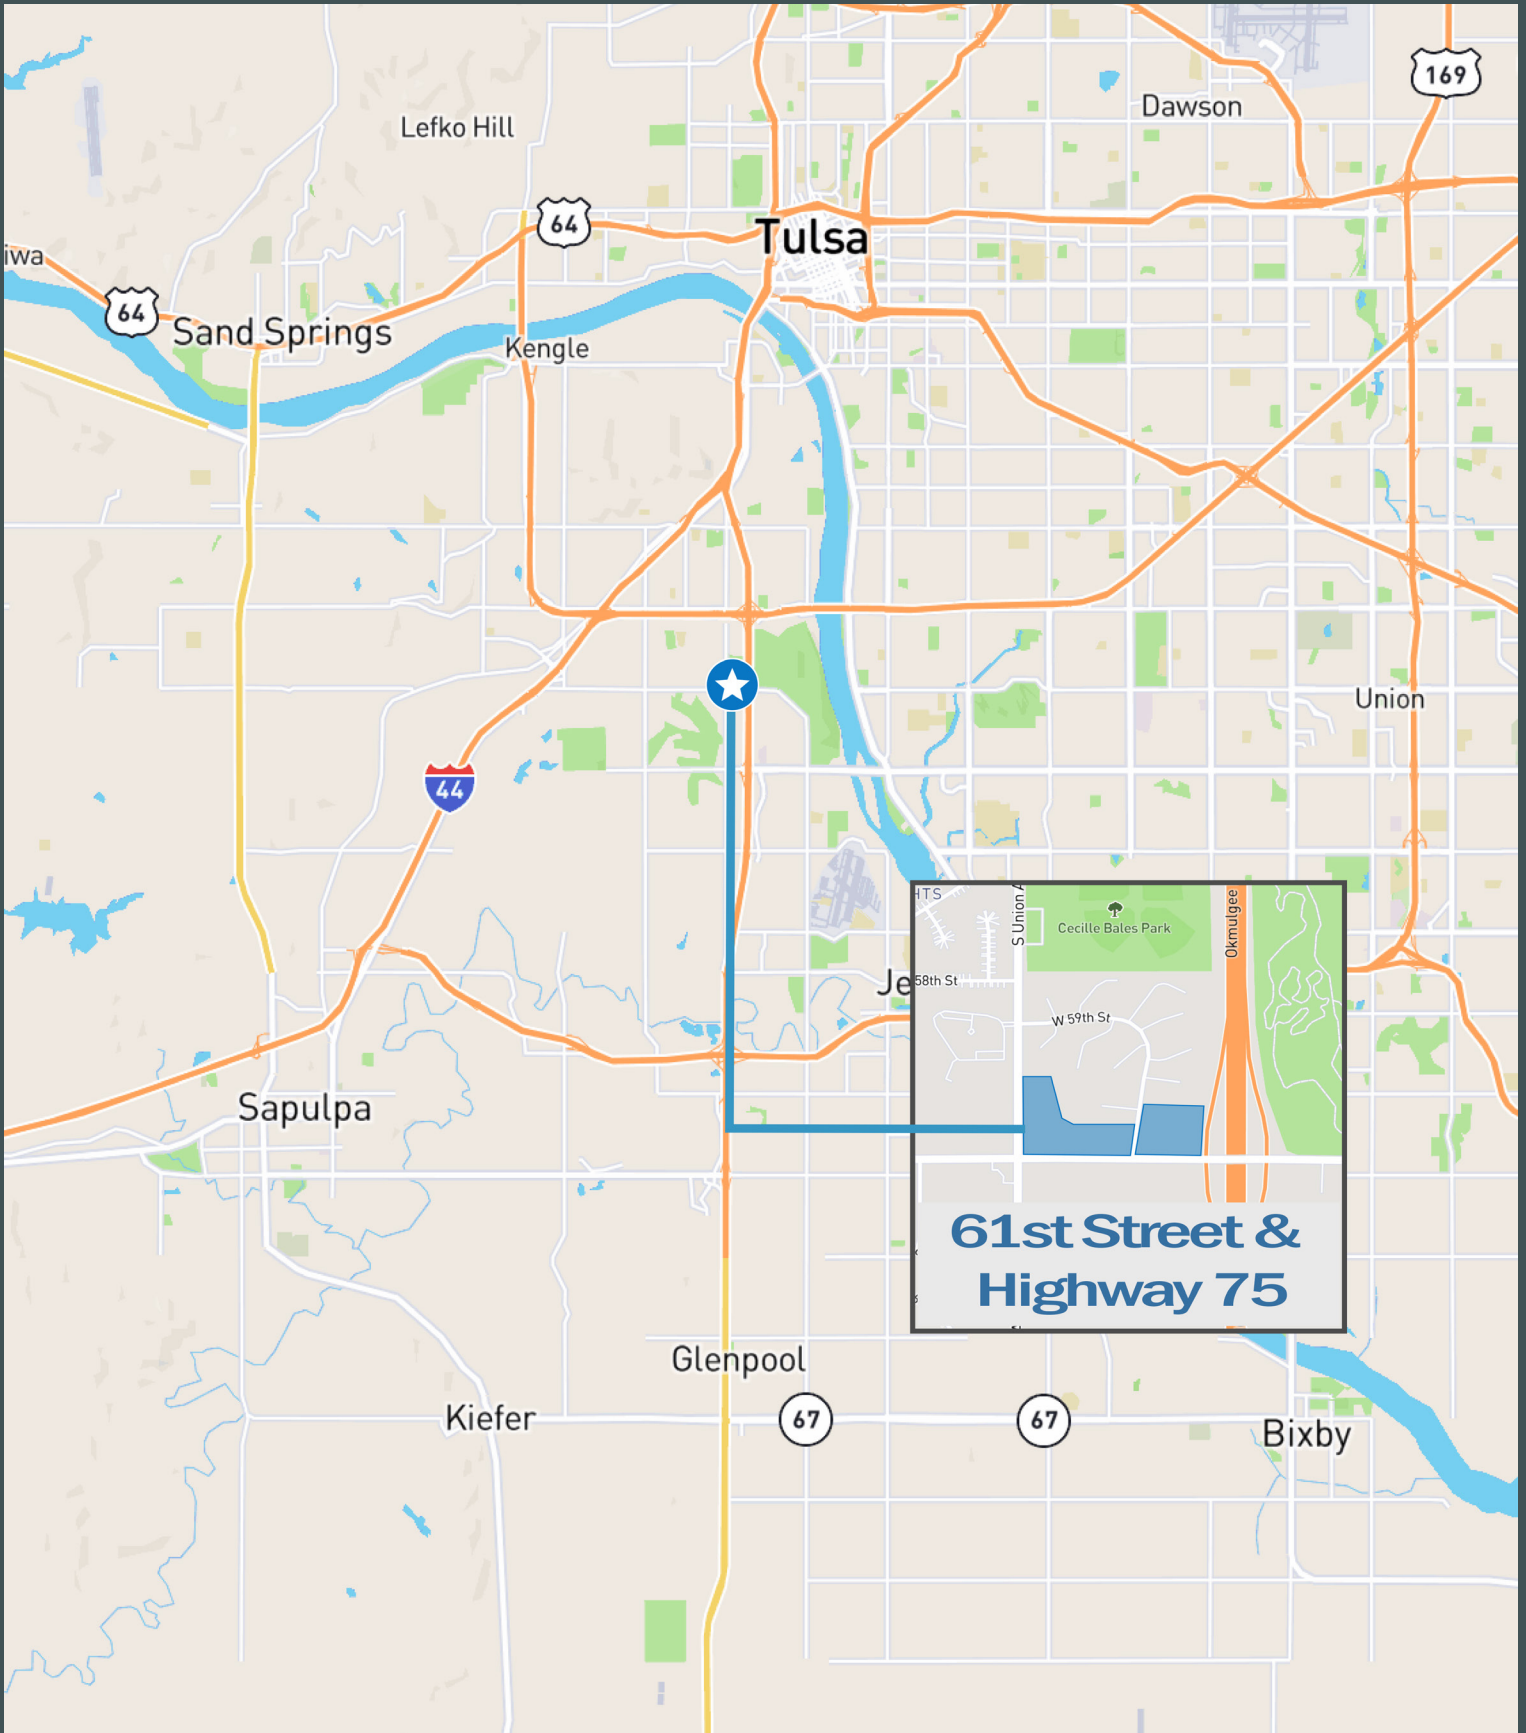 169
Dawson
Lefko Hill
64
Tulsa
iwa
64
Sand Springs
Kengle
Union
44
HTS
S Union A
Okmulgee
Cecille Bales Park
Je
58th St
W 59th St
Sapulpa
61st Street &
Highway 75
Glenpool
Kiefer
67
67
Bixby